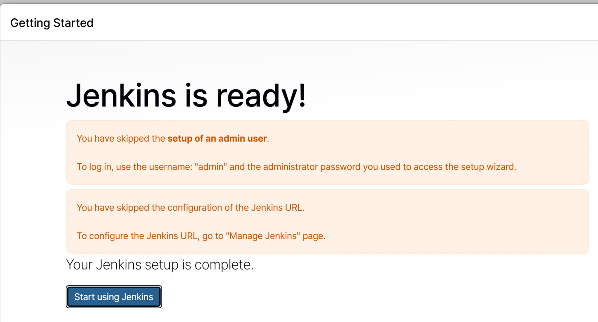 Getting Started
Jenkins is ready!
You have skipped the setup of an admin user.
To log in, use the username: "admin" and the administrator password you used to access the setup wizard.
You have skipped the configuration of the Jenkins URL.
To configure the Jenkins URL, go to "Manage Jenkins" page.
Your Jenkins setup is complete.
Start using Jenkins